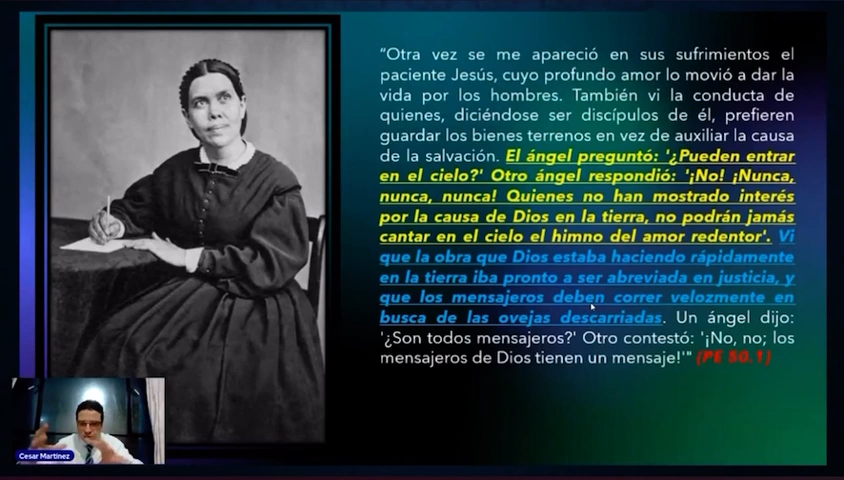 “Otra vez se me apareció en sus sufrimientos el
paciente Jesús, cuyo profundo amor lo movió a dar la
vida por los hombres. También vi la conducta de
quienes, diciéndose ser discípulos de él, prefieren
guardar los bienes terrenos en vez de auxiliar la causa
de la salvación. El ángel preguntó: '¿Pueden entrar
en el cielo?' Otro ángel respondió: '¡No! ¡Nunca,
nunca, nunca! Quienes no han mostrado interés
por la causa de Dios en la tierra, no podrán jamás
cantar en el cielo el himno del amor redentor'. Vi
que la obra que Dios estaba haciendo rápidamente
en la tierra iba pronto a ser abreviada en justicia, y
que los mensajeros deben correr velozmente en
busca de las ovejas descarriadas. Un ángel dijo:
'¿Son todos mensajeros?' Otro contestó: '¡No, no; los
mensajeros de Dios tienen un mensaje!'" (PE 50.1)
Cesar Martinez